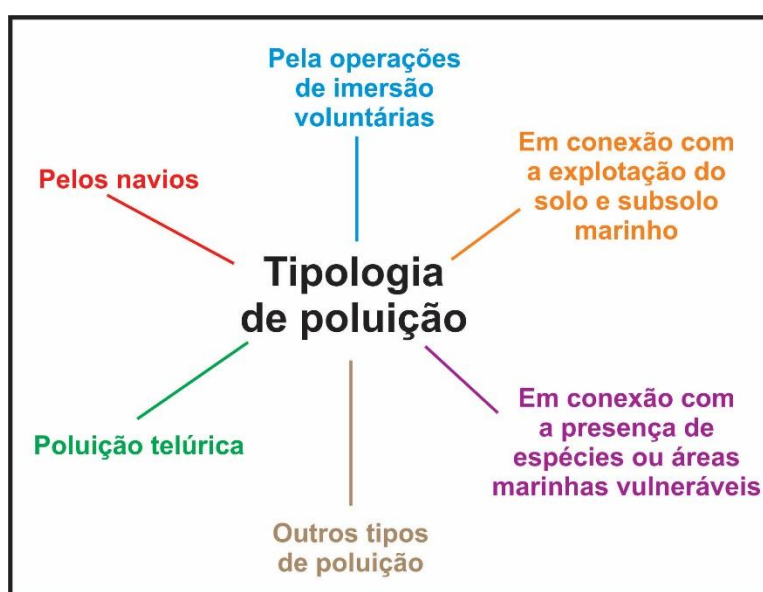 Pela operações
de imersão
voluntárias
Em conexão com
a explotação do
solo e subsolo
marinho
Pelos navios
Tipologia
de poluição
Em conexão com
a presença de
espécies ou áreas
marinhas vulneráveis
Poluição telúrica
Outros tipos
de poluição